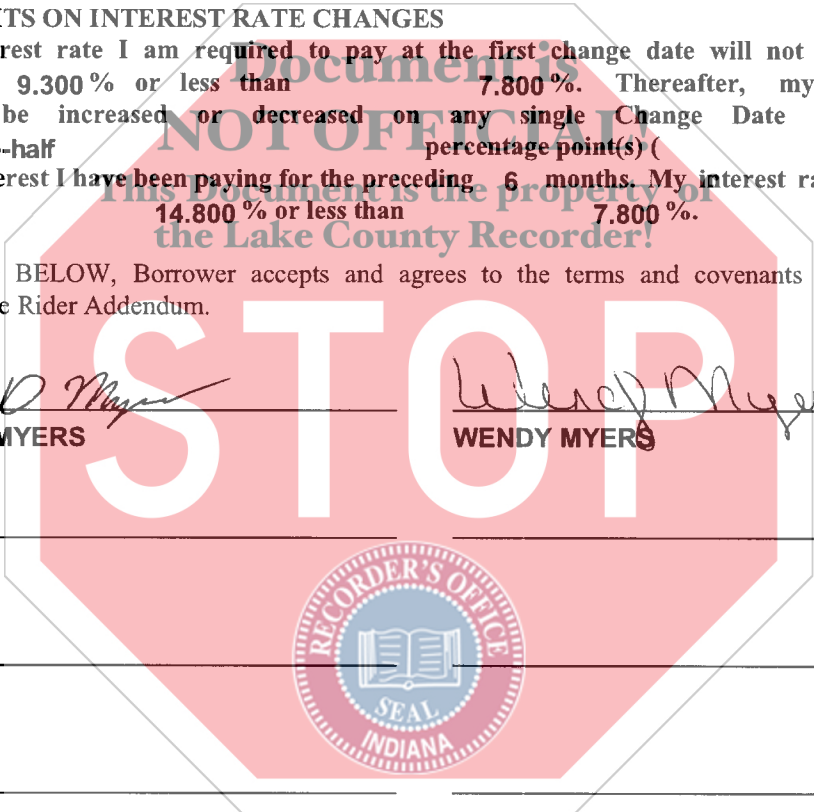 ITS ON INTEREST RATE CHANGES
rest rate I am required to pay at the first change date will not
9.300 % or less than 7.800 %. Thereafter, my
be increased or decreased on any single Change Date
-half percentage point(s) (
erest I have been paying for the preceding 6 months. My interest ra
14.800 % or less than 7.800 %.
Document is
NOT OFFICIAL!
This Document is the property of
the Lake County Recorder!
BELOW, Borrower accepts and agrees to the terms and covenants
e Rider Addendum.
STOP
D Myers
Wendy Myer
MYERS
WENDY MYERS
RECORDER'S OFFICE
SEAL
INDIANA